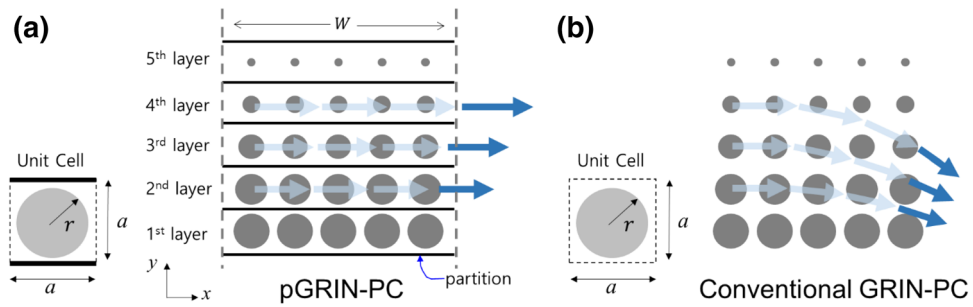 (a)
W
5th layer
4th layer
3rd layer
2nd layer
1st layer
Unit Cell
r
a
a
y
x
partition
pGRIN-PC
(b)
Unit Cell
r
a
a
Conventional GRIN-PC